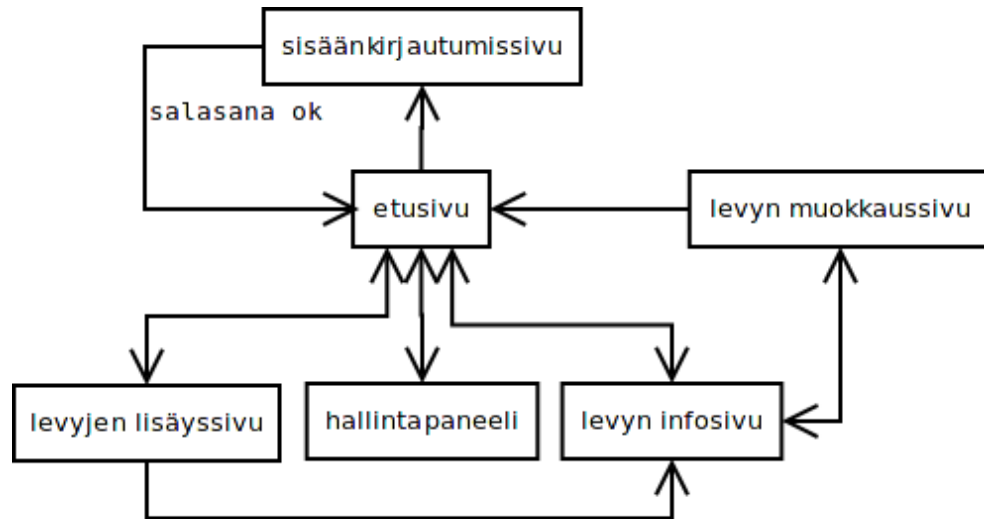 sisäänkirjautumissivu
salasana ok
etusivu
levyn muokkaussivu
levyjen lisäyssivu
hallintapaneeli
levyn infosivu